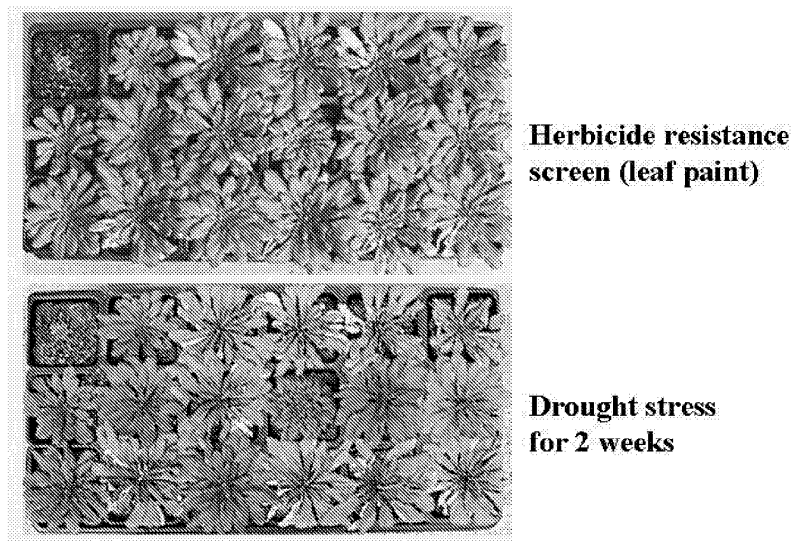 Herbicide resistance
screen (leaf paint)
Drought stress
for 2 weeks